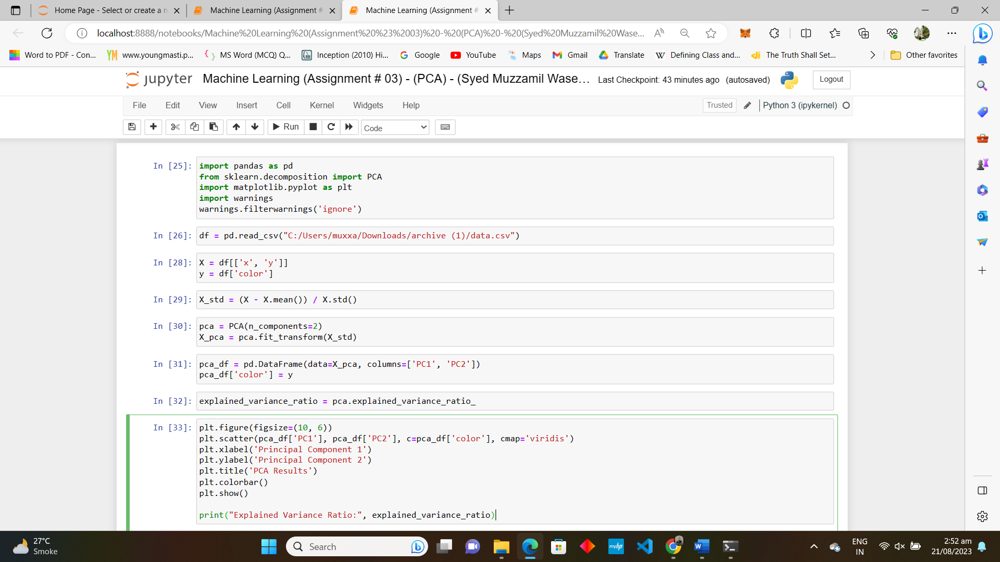 Home Page - Select or create a n
Machine Learning (Assignment #
Machine Learning (Assignment #
localhost:8888/notebooks/Machine%20Learning%20(Assignment%20%23%2003)%20-%20(PCA)%20-%20(Syed%20Muzzamil%20Wase...
Word to PDF - Con...
www.youngmasti.p...
MS Word (MCQ) Q...
Inception (2010) Hi...
Google
YouTube
Maps
Gmail
Translate
Defining Class and...
The Truth Shall Set...
Other favorites
jupyter Machine Learning (Assignment # 03) - (PCA) - (Syed Muzzamil Wase... Last Checkpoint: 43 minutes ago (autosaved)
Logout
File Edit View Insert Cell Kernel Widgets Help
Trusted
Python 3 (ipykernel)
Run
Code
In [25]: import pandas as pd
from sklearn.decomposition import PCA
import matplotlib.pyplot as plt
import warnings
warnings.filterwarnings('ignore')
In [26]: df = pd.read_csv("C:/Users/muxxa/Downloads/archive (1)/data.csv")
In [28]: X = df[['x', 'y']]
y = df['color']
In [29]: X_std = (X - X.mean()) / X.std()
In [30]: pca = PCA(n_components=2)
X_pca = pca.fit_transform(X_std)
In [31]: pca_df = pd.DataFrame(data=X_pca, columns=['PC1', 'PC2'])
pca_df['color'] = y
In [32]: explained_variance_ratio = pca.explained_variance_ratio_
In [33]: plt.figure(figsize=(10, 6))
plt.scatter(pca_df['PC1'], pca_df['PC2'], c=pca_df['color'], cmap='viridis')
plt.xlabel('Principal Component 1')
plt.ylabel('Principal Component 2')
plt.title('PCA Results')
plt.colorbar()
plt.show()
print("Explained Variance Ratio:", explained_variance_ratio)
27°C
Smoke
Search
myhp
ENG
IN
2:52 am
21/08/2023